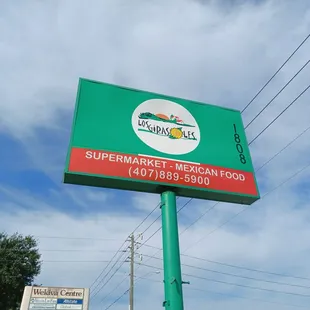 LOS GIRASOLES
1808
SUPERMARKET - MEXICAN FOOD
(407)889-5900
Wekiva Centre